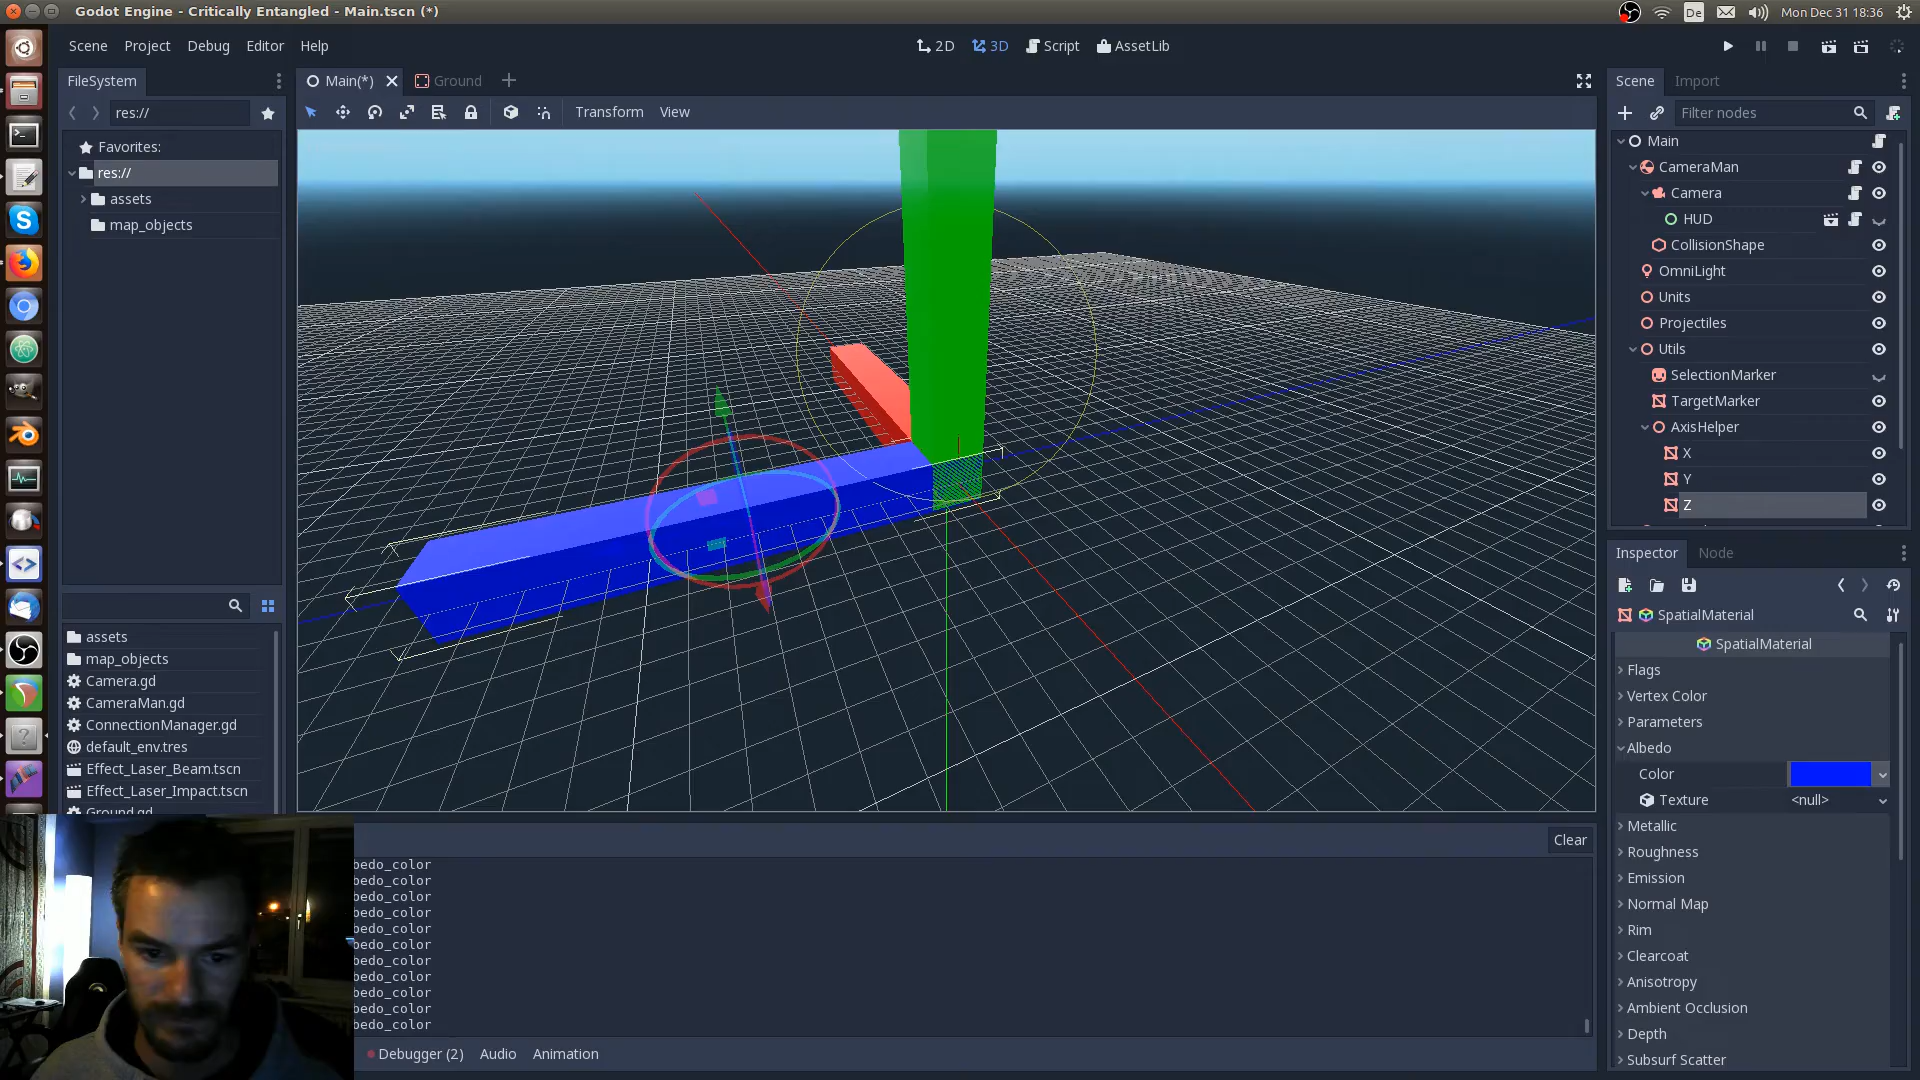 Godot Engine - Critically Entangled - Main.tscn (*)
De
Mon Dec 31 18:36
Scene Project Debug Editor Help
2D 3D Script AssetLib
FileSystem
res://
Favorites:
res://
assets
map_objects
assets
map_objects
Camera.gd
CameraMan.gd
ConnectionManager.gd
default_env.tres
Effect_Laser_Beam.tscn
Effect_Laser_Impact.tscn
Ground.gd
Main(*) Ground
Transform View
Clear
bedo_color
bedo_color
bedo_color
bedo_color
bedo_color
bedo_color
bedo_color
bedo_color
bedo_color
bedo_color
bedo_color
Debugger (2) Audio Animation
Scene Import
Filter nodes
Main
CameraMan
Camera
HUD
CollisionShape
OmniLight
Units
Projectiles
Utils
SelectionMarker
TargetMarker
AxisHelper
X
Y
Z
Inspector Node
SpatialMaterial
SpatialMaterial
Flags
Vertex Color
Parameters
Albedo
Color
Texture <null>
Metallic
Roughness
Emission
Normal Map
Rim
Clearcoat
Anisotropy
Ambient Occlusion
Depth
Subsurf Scatter